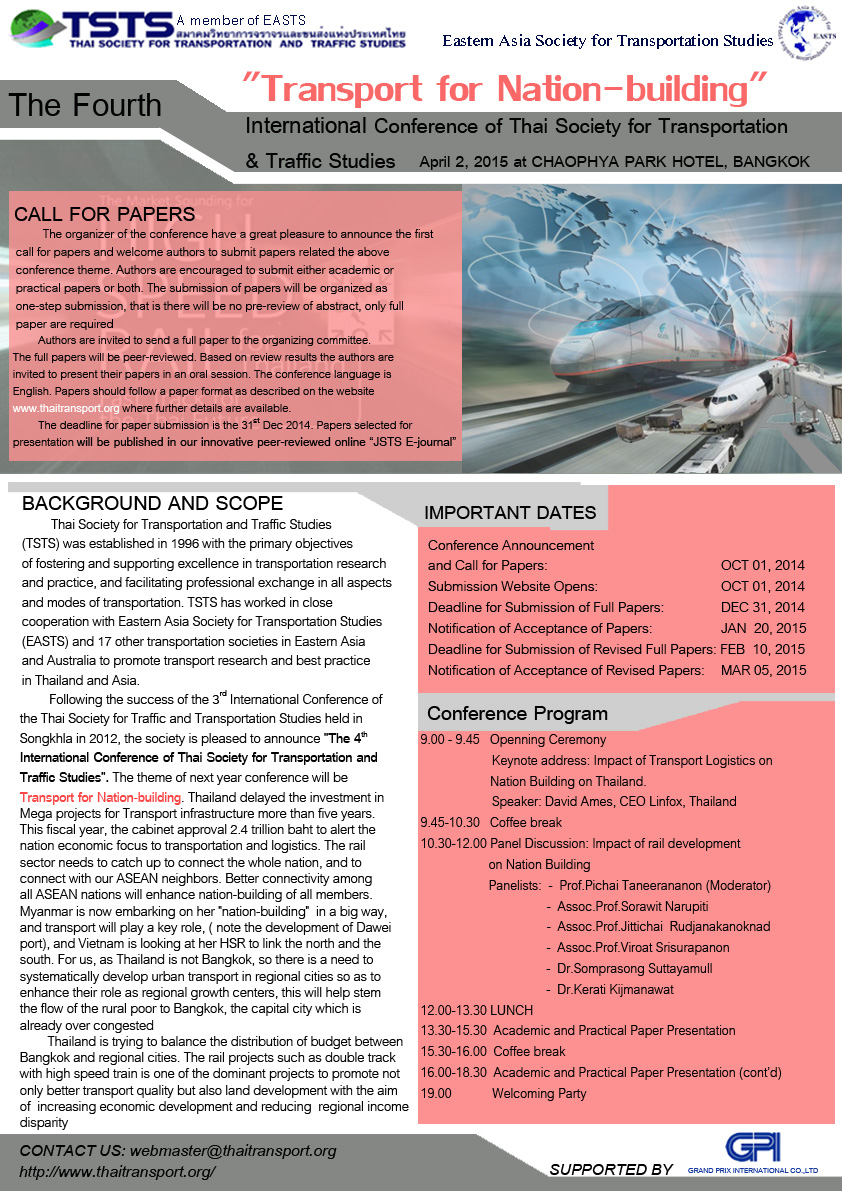 TSTS A member of EASTS
สมาคมวิทยาการจราจรและขนส่งแห่งประเทศไทย
THAI SOCIETY FOR TRANSPORTATION AND TRAFFIC STUDIES
Eastern Asia Society for Transportation Studies
EASTS
The Fourth
"Transport for Nation-building"
International Conference of Thai Society for Transportation
& Traffic Studies April 2, 2015 at CHAOPHYA PARK HOTEL, BANGKOK
CALL FOR PAPERS
The organizer of the conference have a great pleasure to announce the first
call for papers and welcome authors to submit papers related the above
conference theme. Authors are encouraged to submit either academic or
practical papers or both. The submission of papers will be organized as
one-step submission, that is there will be no pre-review of abstract, only full
paper are required
Authors are invited to send a full paper to the organizing committee.
The full papers will be peer-reviewed. Based on review results the authors are
invited to present their papers in an oral session. The conference language is
English. Papers should follow a paper format as described on the website
www.thaitransport.org where further details are available.
The deadline for paper submission is the 31st Dec 2014. Papers selected for
presentation will be published in our innovative peer-reviewed online “JSTS E-journal”
BACKGROUND AND SCOPE
Thai Society for Transportation and Traffic Studies
(TSTS) was established in 1996 with the primary objectives
of fostering and supporting excellence in transportation research
and practice, and facilitating professional exchange in all aspects
and modes of transportation. TSTS has worked in close
cooperation with Eastern Asia Society for Transportation Studies
(EASTS) and 17 other transportation societies in Eastern Asia
and Australia to promote transport research and best practice
in Thailand and Asia.
Following the success of the 3rd International Conference of
the Thai Society for Traffic and Transportation Studies held in
Songkhla in 2012, the society is pleased to announce "The 4th
International Conference of Thai Society for Transportation and
Traffic Studies". The theme of next year conference will be
Transport for Nation-building. Thailand delayed the investment in
Mega projects for Transport infrastructure more than five years.
This fiscal year, the cabinet approval 2.4 trillion baht to alert the
nation economic focus to transportation and logistics. The rail
sector needs to catch up to connect the whole nation, and to
connect with our ASEAN neighbors. Better connectivity among
all ASEAN nations will enhance nation-building of all members.
Myanmar is now embarking on her "nation-building" in a big way,
and transport will play a key role, ( note the development of Dawei
port), and Vietnam is looking at her HSR to link the north and the
south. For us, as Thailand is not Bangkok, so there is a need to
systematically develop urban transport in regional cities so as to
enhance their role as regional growth centers, this will help stem
the flow of the rural poor to Bangkok, the capital city which is
already over congested
Thailand is trying to balance the distribution of budget between
Bangkok and regional cities. The rail projects such as double track
with high speed train is one of the dominant projects to promote not
only better transport quality but also land development with the aim
of increasing economic development and reducing regional income
disparity
IMPORTANT DATES
Conference Announcement
and Call for Papers: OCT 01, 2014
Submission Website Opens: OCT 01, 2014
Deadline for Submission of Full Papers: DEC 31, 2014
Notification of Acceptance of Papers: JAN 20, 2015
Deadline for Submission of Revised Full Papers: FEB 10, 2015
Notification of Acceptance of Revised Papers: MAR 05, 2015
Conference Program
9.00 - 9.45 Openning Ceremony
Keynote address: Impact of Transport Logistics on
Nation Building on Thailand.
Speaker: David Ames, CEO Linfox, Thailand
9.45-10.30 Coffee break
10.30-12.00 Panel Discussion: Impact of rail development
on Nation Building
Panelists: - Prof.Pichai Taneerananon (Moderator)
- Assoc.Prof.Sorawit Narupiti
- Assoc.Prof.Jittichai Rudjanakanoknad
- Assoc.Prof.Viroat Srisurapanon
- Dr.Somprasong Suttayamull
- Dr.Kerati Kijmanawat
12.00-13.30 LUNCH
13.30-15.30 Academic and Practical Paper Presentation
15.30-16.00 Coffee break
16.00-18.30 Academic and Practical Paper Presentation (cont'd)
19.00 Welcoming Party
CONTACT US: webmaster@thaitransport.org
http://www.thaitransport.org/
SUPPORTED BY
GPI
GRAND PRIX INTERNATIONAL CO.,LTD